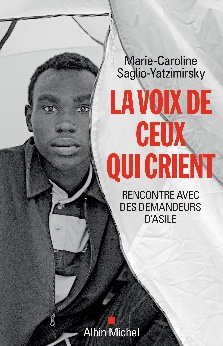 Marie-Caroline
Saglio-Yatzimirsky
LA VOIX DE
CEUX
QUI CRIENT
RENCONTRE AVEC
DES DEMANDEURS
D'ASILE
Albin Michel